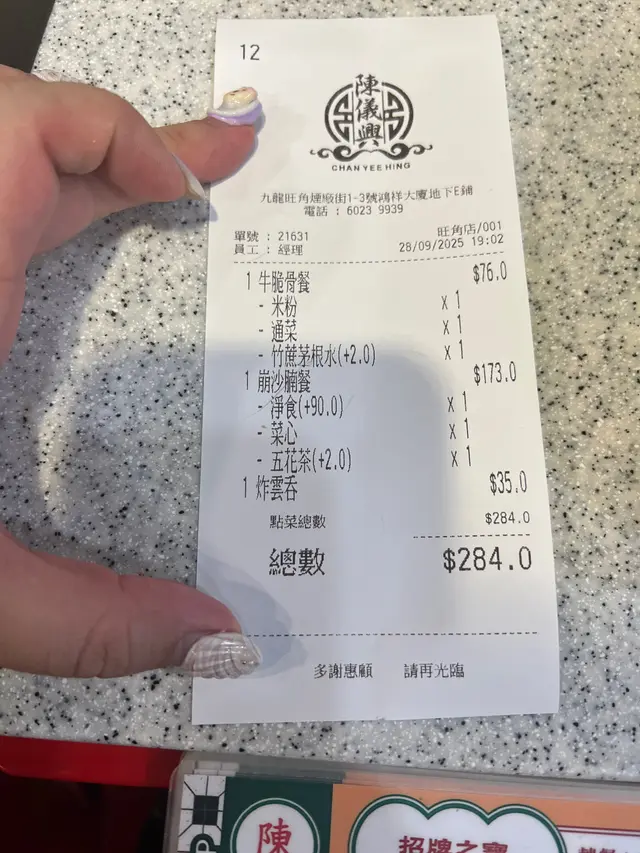 12
陳儀興
CHAN YEE HING
九龍旺角煙廠街1-3號鴻祥大廈地下E鋪
電話 : 6023 9939
單號 : 21631 旺角店/001
員工 : 經理 28/09/2025 19:02
1 牛脆骨餐 $76.0
- 米粉 x 1
- 通菜 x 1
- 竹蔗茅根水(+2.0) x 1
1 崩沙腩餐 $173.0
- 淨食(+90.0) x 1
- 菜心 x 1
- 五花茶(+2.0) x 1
1 炸雲吞 $35.0
點菜總數 $284.0
總數 $284.0
多謝惠顧 請再光臨
陳
招牌之寶